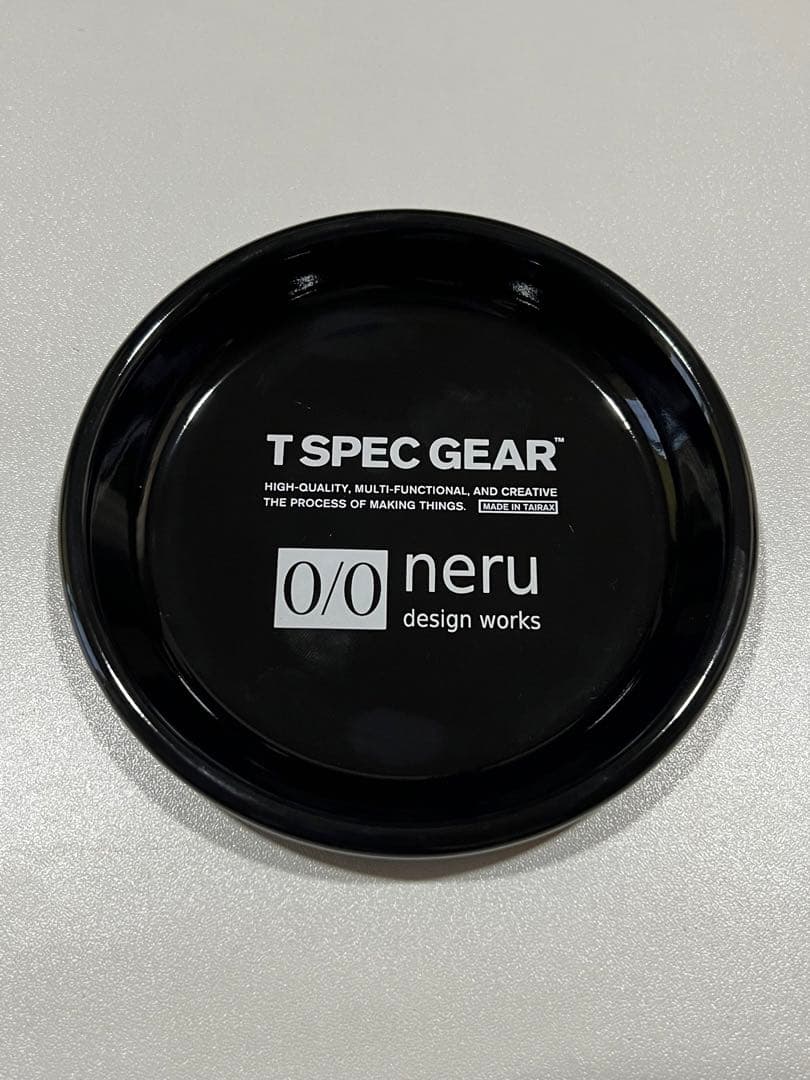 T SPEC GEAR™
HIGH-QUALITY, MULTI-FUNCTIONAL, AND CREATIVE
THE PROCESS OF MAKING THINGS. MADE IN TAIRAX
0/0 neru
design works